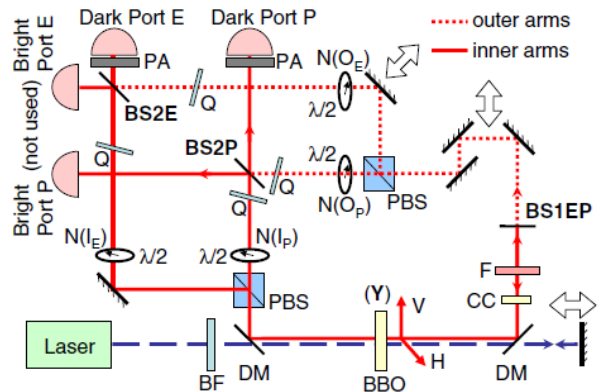 Dark Port E
Dark Port P
outer arms
inner arms
Bright
Port E
PA
PA
N(O_E)
λ/2
Q
BS2E
(not used)
Q
BS2P
λ/2
Q
PBS
N(O_P)
BS1EP
Bright
Port P
Q
N(I_E)
λ/2
λ/2
N(I_P)
F
CC
PBS
(Y)
V
H
Laser
BF
DM
BBO
DM